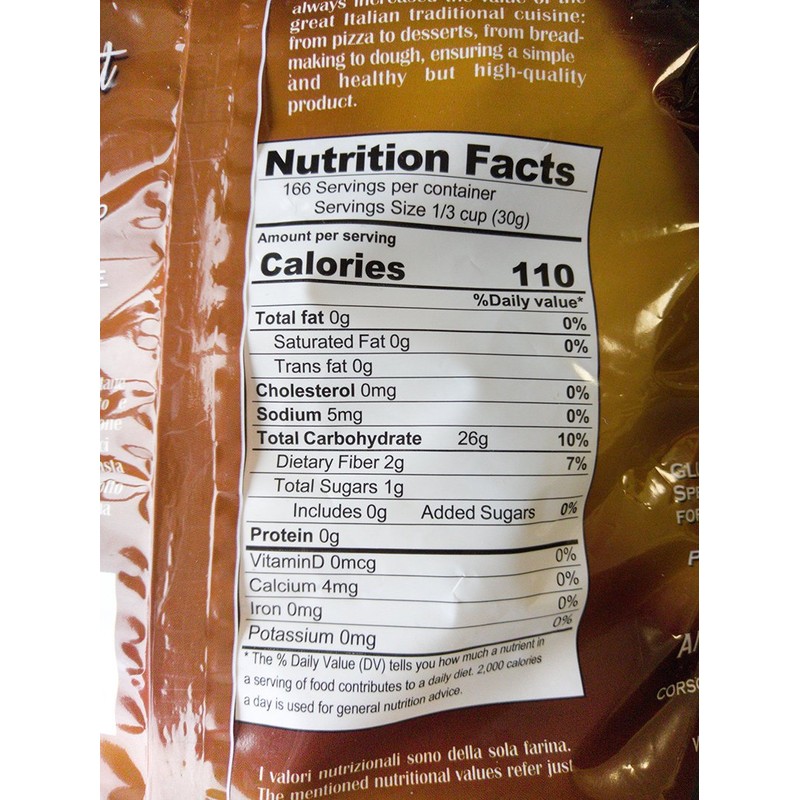 always increased the value of the
great Italian traditional cuisine:
from pizza to desserts, from bread-
making to dough, ensuring a simple
and healthy but high-quality
product.
Nutrition Facts
166 Servings per container
Servings Size 1/3 cup (30g)
Amount per serving
Calories 110
%Daily value*
Total fat 0g 0%
Saturated Fat 0g 0%
Trans fat 0g
Cholesterol 0mg 0%
Sodium 5mg 0%
Total Carbohydrate 26g 10%
Dietary Fiber 2g 7%
Total Sugars 1g
Includes 0g Added Sugars 0%
Protein 0g
VitaminD 0mcg 0%
Calcium 4mg 0%
Iron 0mg 0%
Potassium 0mg 0%
* The % Daily Value (DV) tells you how much a nutrient in
a serving of food contributes to a daily diet. 2,000 calories
a day is used for general nutrition advice.
I valori nutrizionali sono della sola farina.
The mentioned nutritional values refer just